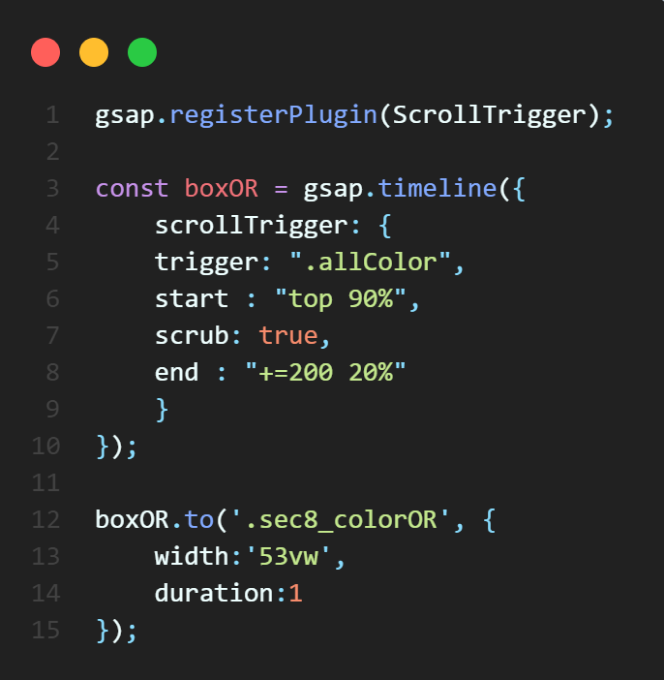 1 gsap.registerPlugin(ScrollTrigger);
2
3 const boxOR = gsap.timeline({
4     scrollTrigger: {
5     trigger: ".allColor",
6     start : "top 90%",
7     scrub: true,
8     end : "+=200 20%"
9     }
10 });
11
12 boxOR.to('.sec8_colorOR', {
13     width:'53vw',
14     duration:1
15 });